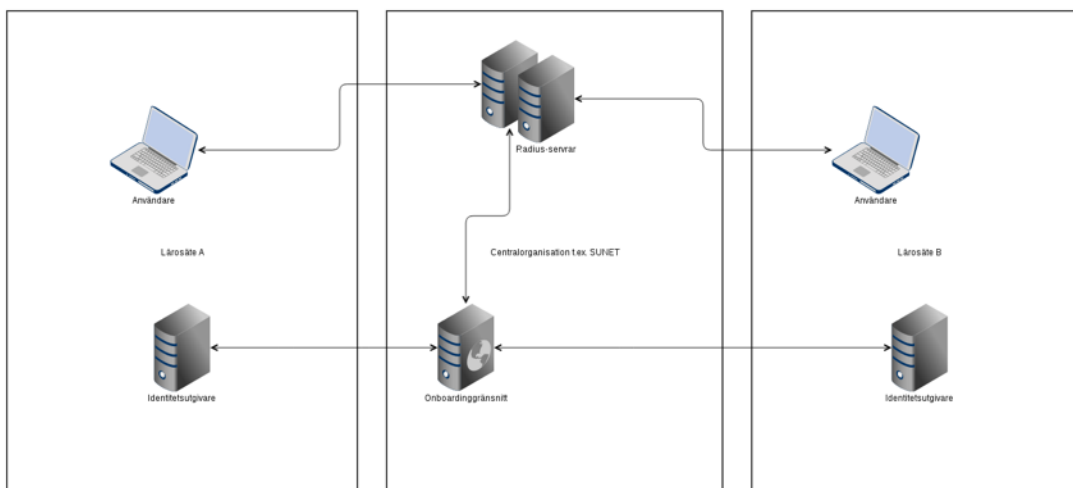 Radius-servrar
Användare
Användare
Lärosäte A
Centralorganisation t.ex. SUNET
Lärosäte B
Identitetsutgivare
Onboardinggränsnitt
Identitetsutgivare